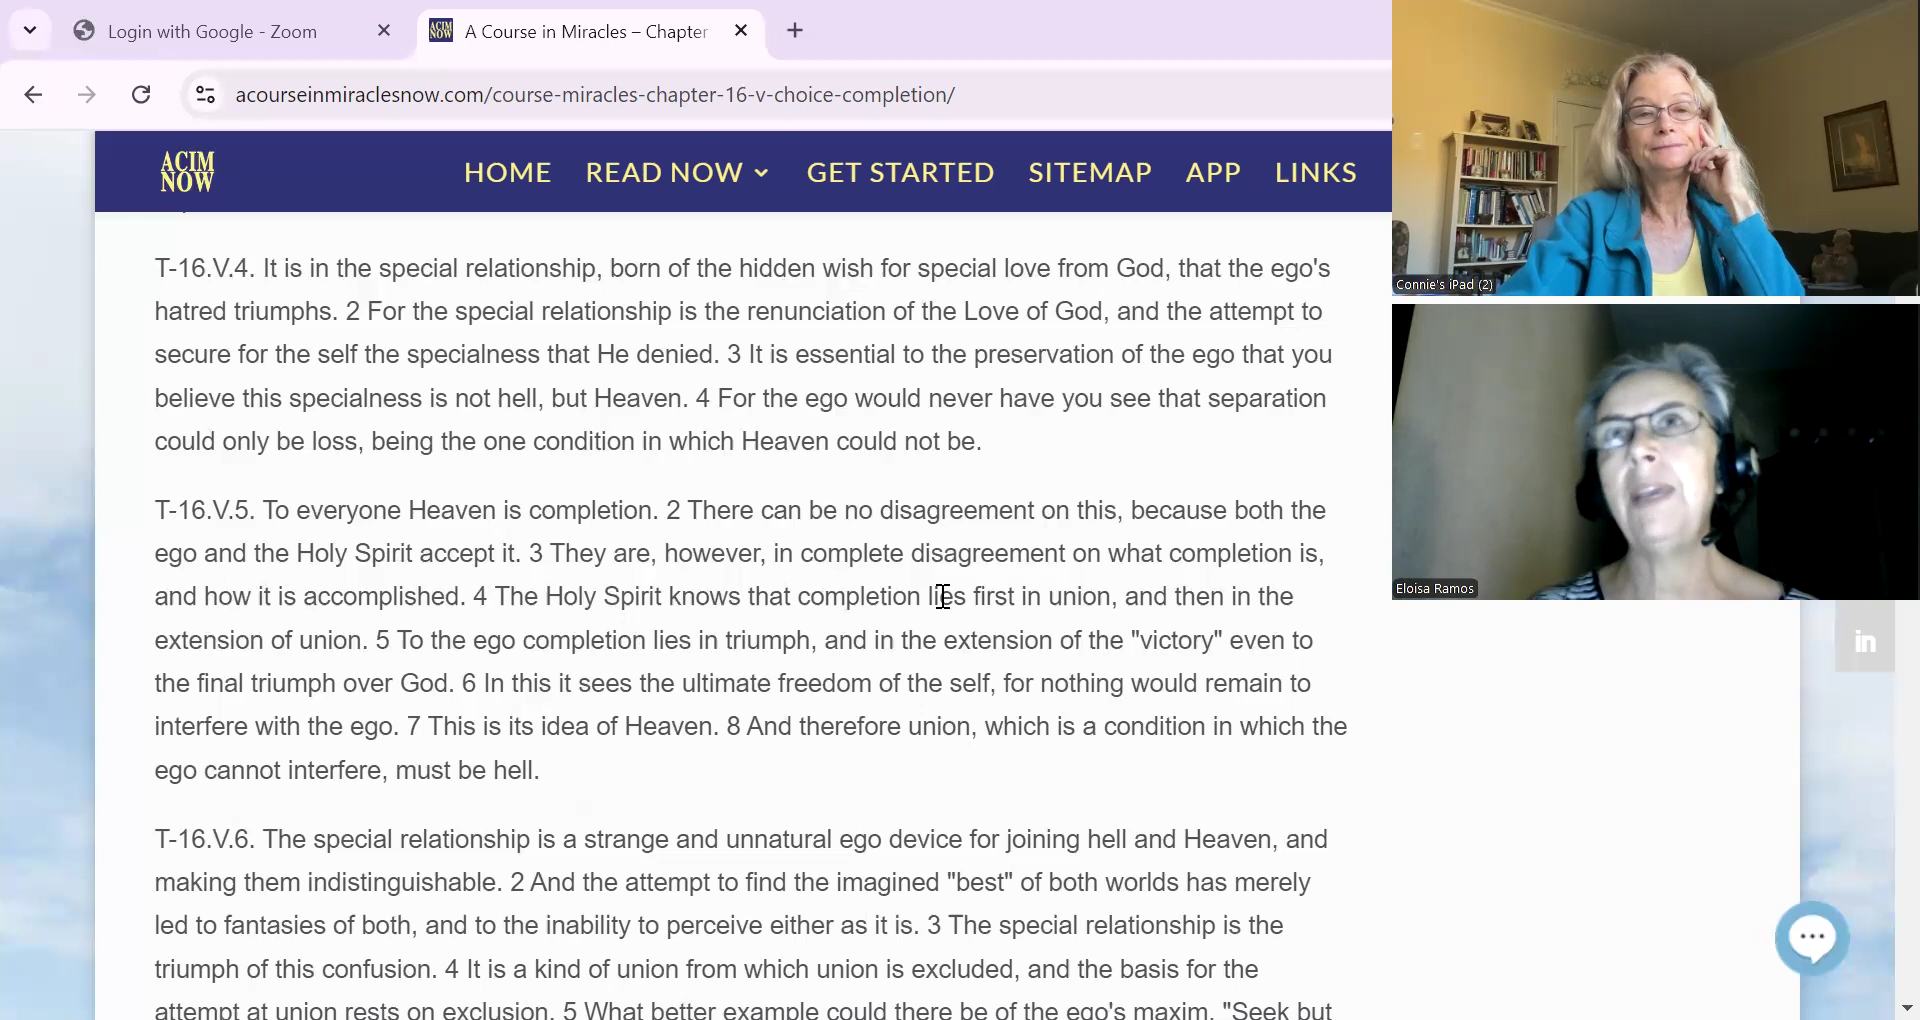 Login with Google - Zoom
A Course in Miracles – Chapter
acourseinmiraclesnow.com/course-miracles-chapter-16-v-choice-completion/
ACIM
NOW
HOME
READ NOW
GET STARTED
SITEMAP
APP
LINKS
T-16.V.4. It is in the special relationship, born of the hidden wish for special love from God, that the ego's
hatred triumphs. 2 For the special relationship is the renunciation of the Love of God, and the attempt to
secure for the self the specialness that He denied. 3 It is essential to the preservation of the ego that you
believe this specialness is not hell, but Heaven. 4 For the ego would never have you see that separation
could only be loss, being the one condition in which Heaven could not be.
T-16.V.5. To everyone Heaven is completion. 2 There can be no disagreement on this, because both the
ego and the Holy Spirit accept it. 3 They are, however, in complete disagreement on what completion is,
and how it is accomplished. 4 The Holy Spirit knows that completion lies first in union, and then in the
extension of union. 5 To the ego completion lies in triumph, and in the extension of the "victory" even to
the final triumph over God. 6 In this it sees the ultimate freedom of the self, for nothing would remain to
interfere with the ego. 7 This is its idea of Heaven. 8 And therefore union, which is a condition in which the
ego cannot interfere, must be hell.
T-16.V.6. The special relationship is a strange and unnatural ego device for joining hell and Heaven, and
making them indistinguishable. 2 And the attempt to find the imagined "best" of both worlds has merely
led to fantasies of both, and to the inability to perceive either as it is. 3 The special relationship is the
triumph of this confusion. 4 It is a kind of union from which union is excluded, and the basis for the
attempt at union rests on exclusion. 5 What better example could there be of the ego's maxim, "Seek but
Connie's iPad (2)
Eloisa Ramos
in